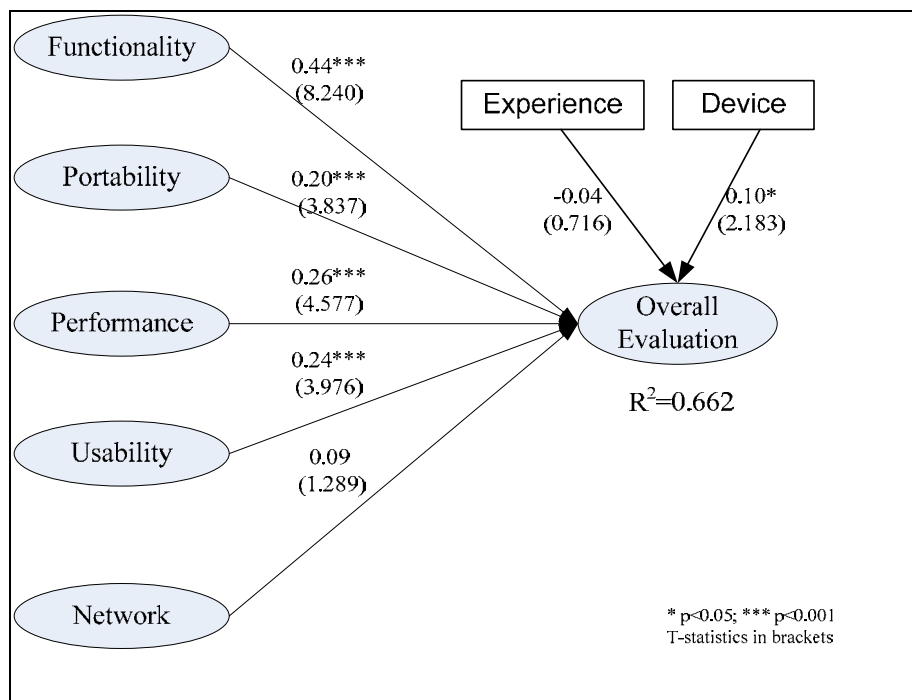 Functionality
0.44***
(8.240)
Experience
Device
Portability
0.20***
(3.837)
-0.04
(0.716)
0.10*
(2.183)
Performance
0.26***
(4.577)
Overall
Evaluation
R²=0.662
0.24***
(3.976)
Usability
0.09
(1.289)
Network
* p<0.05; *** p<0.001
T-statistics in brackets